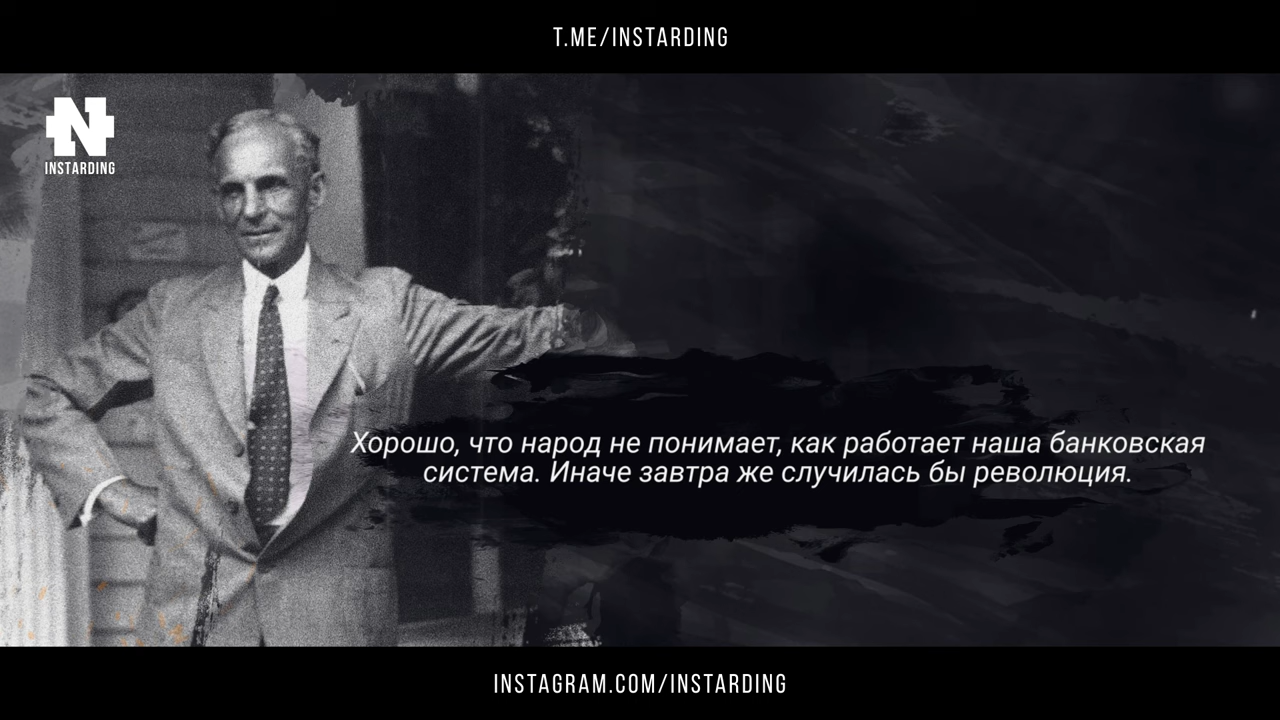 T.ME/INSTARDING
N
INSTARDING
Хорошо, что народ не понимает, как работает наша банковская
система. Иначе завтра же случилась бы революция.
INSTAGRAM.COM/INSTARDING